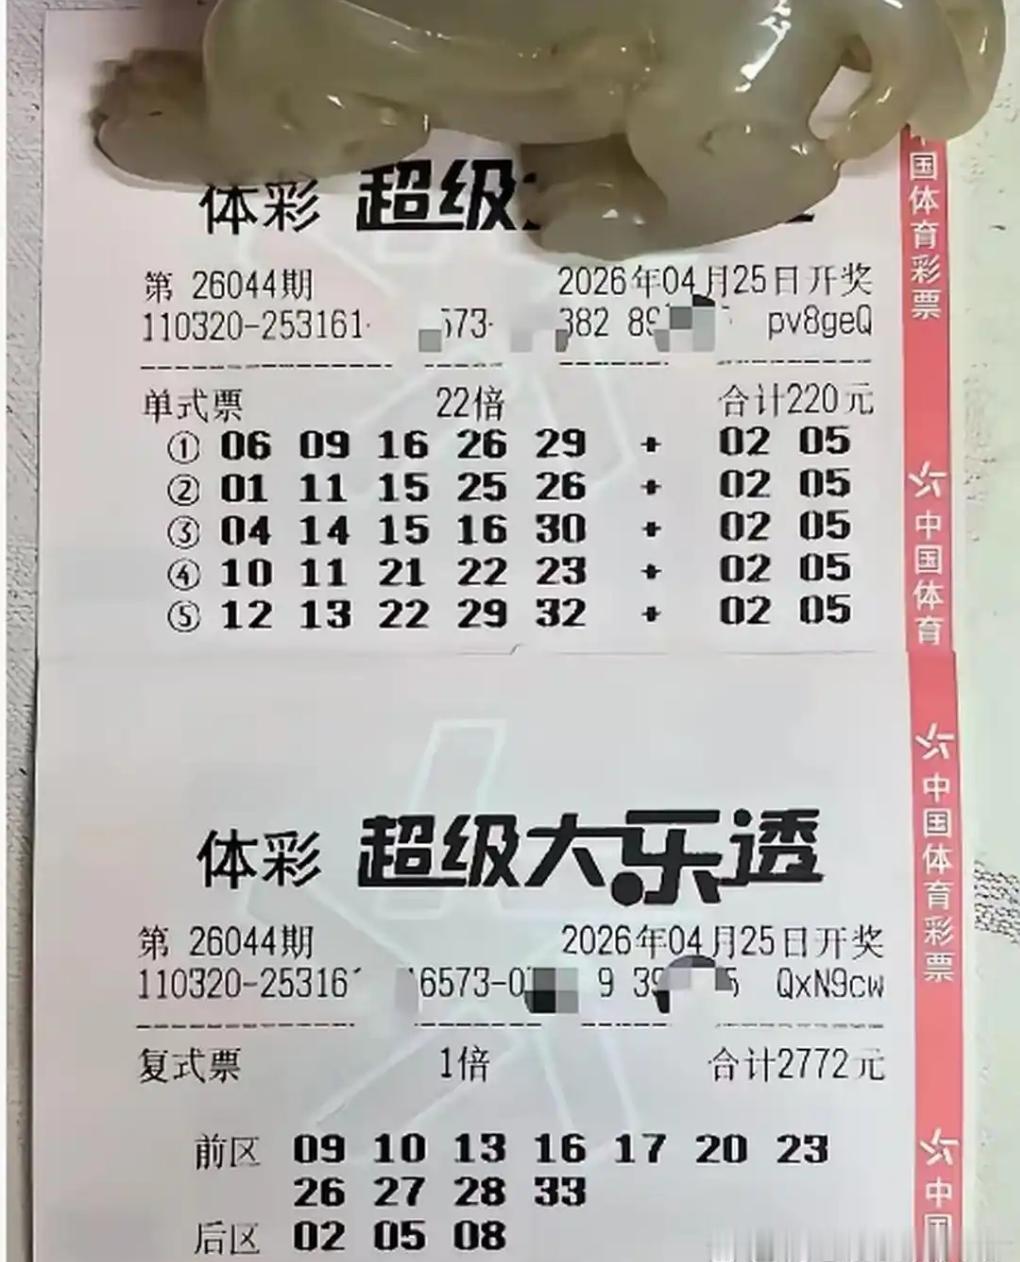 体彩 超级
第 26044期 2026年04月25日开奖
110320-253161 573- 382 89 pv8geQ
单式票 22倍 合计220元
① 06 09 16 26 29 + 02 05
② 01 11 15 25 26 + 02 05
③ 04 14 15 16 30 + 02 05
④ 10 11 21 22 23 + 02 05
⑤ 12 13 22 29 32 + 02 05
体彩 超级大乐透
第 26044期 2026年04月25日开奖
110320-25316 6573-0 9 39 5 QxN9cw
复式票 1倍 合计2772元
前区 09 10 13 16 17 20 23
26 27 28 33
后区 02 05 08
国体育彩票
中国体育
中国体育彩票
中国